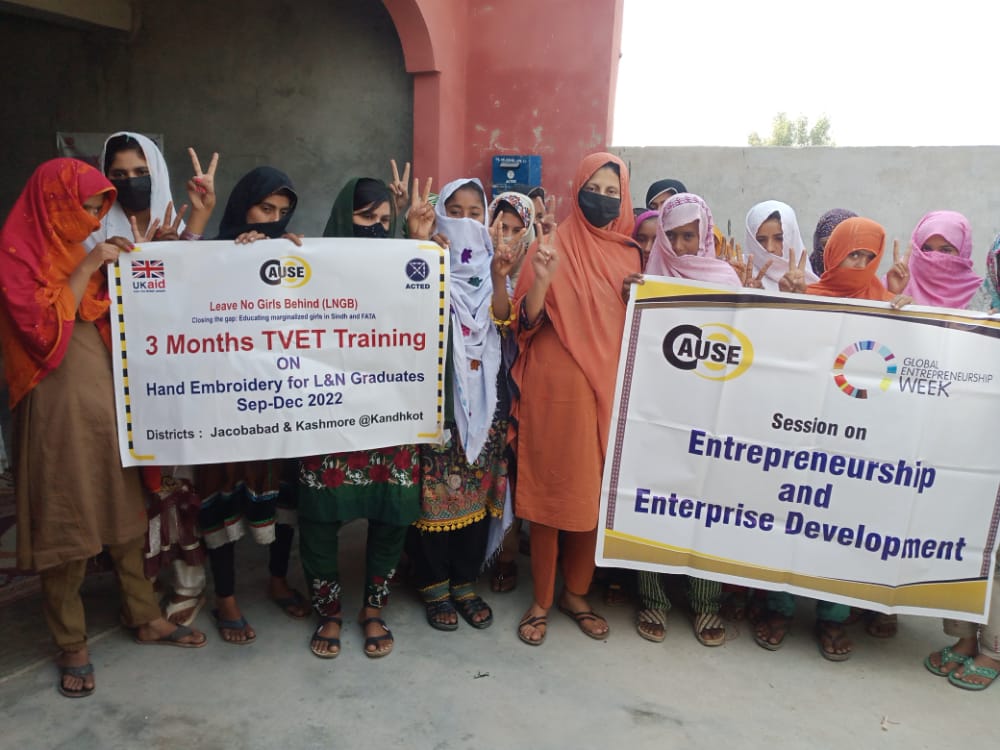 UKaid
CAUSE
ACTED
Leave No Girls Behind (LNGB)
Closing the gap: Educating marginalized girls in Sindh and FATA
3 Months TVET Training
ON
Hand Embroidery for L&N Graduates
Sep-Dec 2022
Districts : Jacobabad & Kashmore @Kandhkot
ACTED
CAUSE
GLOBAL
ENTREPRENEURSHIP
WEEK
Session on
Entrepreneurship
and
Enterprise Development